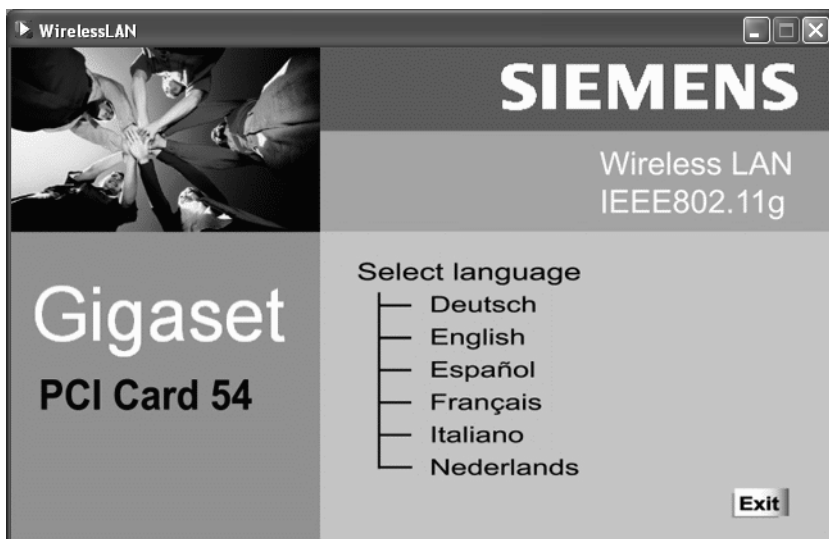 WirelessLAN
SIEMENS
Wireless LAN
IEEE802.11g
Gigaset
PCI Card 54
Select language
Deutsch
English
Español
Français
Italiano
Nederlands
Exit